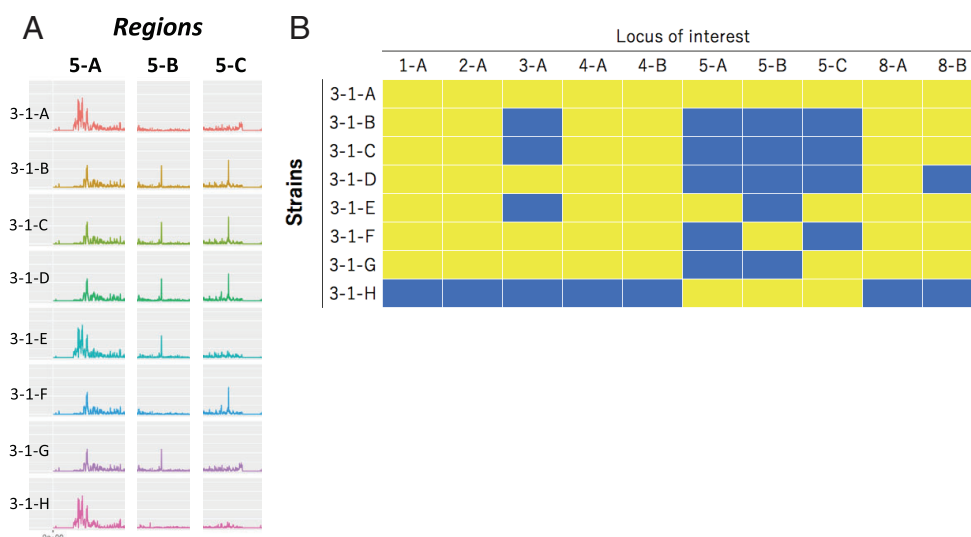 A
Regions
5-A 5-B 5-C
3-1-A
3-1-B
3-1-C
3-1-D
3-1-E
3-1-F
3-1-G
3-1-H
B
Locus of interest
1-A 2-A 3-A 4-A 4-B 5-A 5-B 5-C 8-A 8-B
Strains
3-1-A
3-1-B
3-1-C
3-1-D
3-1-E
3-1-F
3-1-G
3-1-H